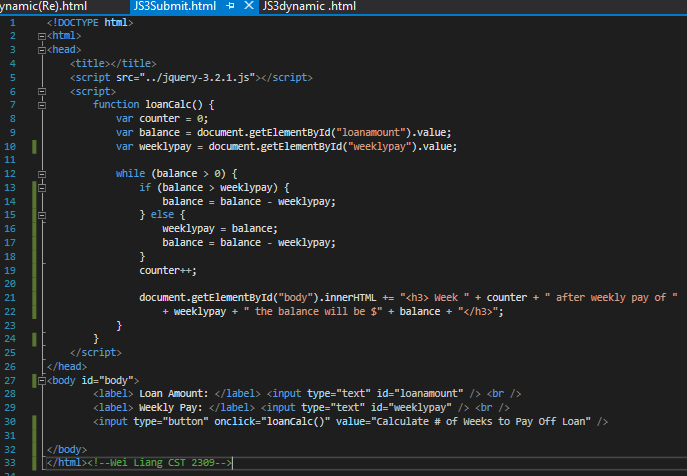 ynamic(Re).html JS3Submit.html JS3dynamic .html
1 <!DOCTYPE html>
2 <html>
3 <head>
4 <title></title>
5 <script src="../jquery-3.2.1.js"></script>
6 <script>
7 function loanCalc() {
8 var counter = 0;
9 var balance = document.getElementById("loanamount").value;
10 var weeklypay = document.getElementById("weeklypay").value;
11
12 while (balance > 0) {
13 if (balance > weeklypay) {
14 balance = balance - weeklypay;
15 } else {
16 weeklypay = balance;
17 balance = balance - weeklypay;
18 }
19 counter++;
20
21 document.getElementById("body").innerHTML += "<h3> Week " + counter + " after weekly pay of "
22 + weeklypay + " the balance will be $" + balance + "</h3>";
23 }
24 }
25 </script>
26 </head>
27 <body id="body">
28 <label> Loan Amount: </label> <input type="text" id="loanamount" /> <br />
29 <label> Weekly Pay: </label> <input type="text" id="weeklypay" /> <br />
30 <input type="button" onclick="loanCalc()" value="Calculate # of Weeks to Pay Off Loan" />
31
32 </body>
33 </html><!--Wei Liang CST 2309-->